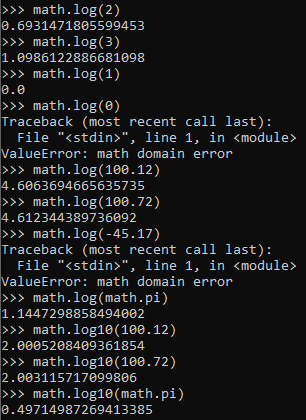 >>> math.log(2)
0.6931471805599453
>>> math.log(3)
1.0986122886681098
>>> math.log(1)
0.0
>>> math.log(0)
Traceback (most recent call last):
  File "<stdin>", line 1, in <module>
ValueError: math domain error
>>> math.log(100.12)
4.6063694665635735
>>> math.log(100.72)
4.612344389736092
>>> math.log(-45.17)
Traceback (most recent call last):
  File "<stdin>", line 1, in <module>
ValueError: math domain error
>>> math.log(math.pi)
1.1447298858494002
>>> math.log10(100.12)
2.0005208409361854
>>> math.log10(100.72)
2.003115717099806
>>> math.log10(math.pi)
0.49714987269413385